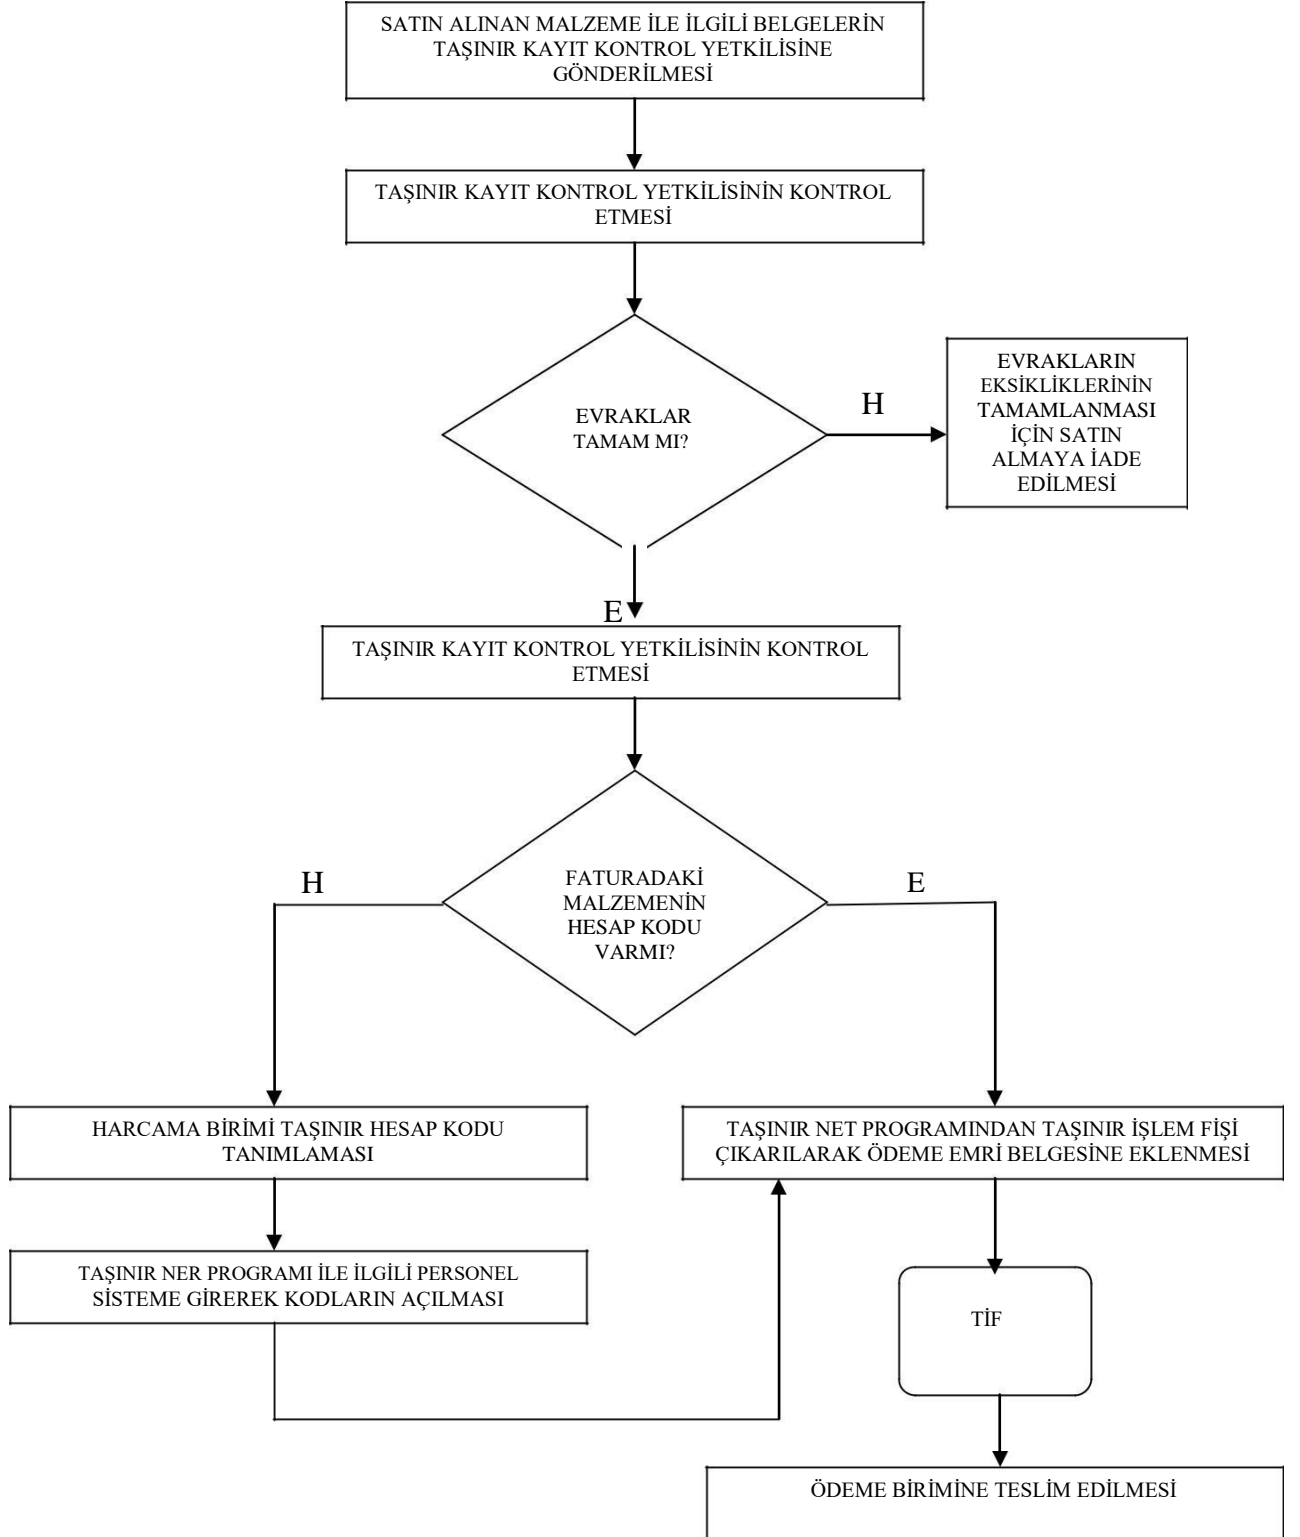 SATIN ALINAN MALZEME İLE İLGİLİ BELGELERİN
TAŞINIR KAYIT KONTROL YETKİLİSİNE
GÖNDERİLMESİ
TAŞINIR KAYIT KONTROL YETKİLİSİNİN KONTROL
ETMESİ
EVRAKLAR
TAMAM MI?
H
EVRAKLARIN
EKSİKLİKLERİNİN
TAMAMLANMASI
İÇİN SATIN
ALMAYA İADE
EDİLMESİ
E
TAŞINIR KAYIT KONTROL YETKİLİSİNİN KONTROL
ETMESİ
H
FATURADAKİ
MALZEMENİN
HESAP KODU
VARMI?
E
HARCAMA BİRİMİ TAŞINIR HESAP KODU
TANIMLAMASI
TAŞINIR NET PROGRAMINDAN TAŞINIR İŞLEM FİŞİ
ÇIKARILARAK ÖDEME EMRİ BELGESİNE EKLENMESİ
TAŞINIR NER PROGRAMI İLE İLGİLİ PERSONEL
SİSTEME GİREREK KODLARIN AÇILMASI
TİF
ÖDEME BİRİMİNE TESLİM EDİLMESİ